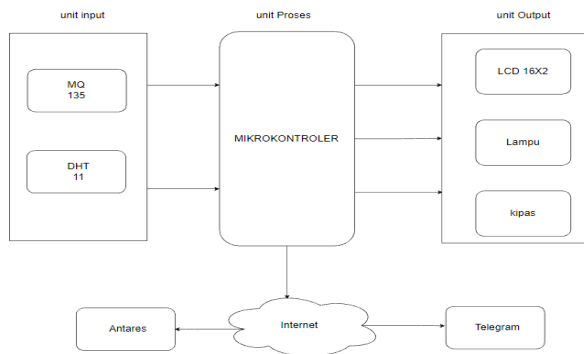 unit input
unit Proses
unit Output
MQ
135
DHT
11
MIKROKONTROLER
LCD 16X2
Lampu
kipas
Antares
Internet
Telegram